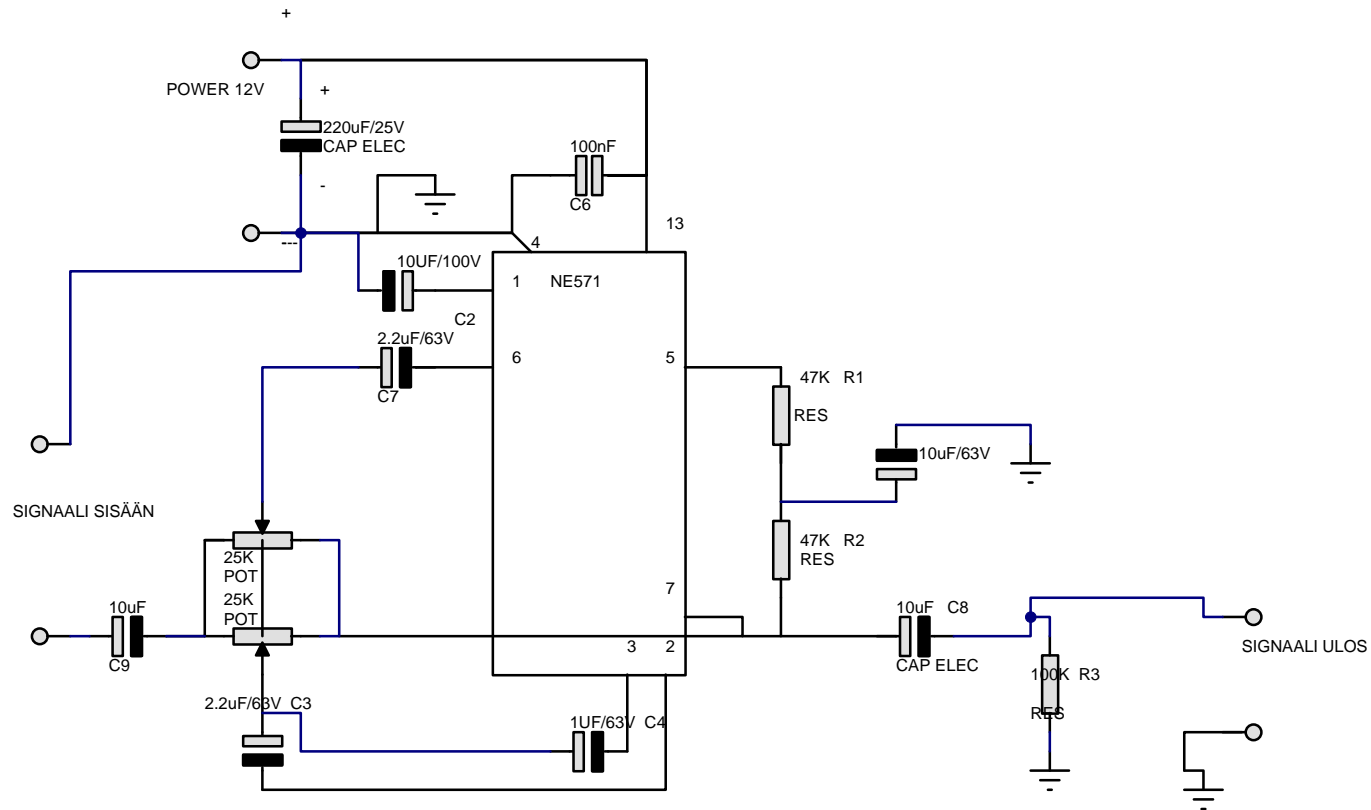 +
POWER 12V
+
220uF/25V
CAP ELEC
-
---
100nF
C6
13
4
10UF/100V
1
NE571
C2
2.2uF/63V
6
5
C7
47K R1
RES
10uF/63V
SIGNAALI SISÄÄN
47K R2
RES
25K
POT
25K
POT
7
10uF
C9
10uF C8
CAP ELEC
3
2
SIGNAALI ULOS
100K R3
RES
2.2uF/63V C3
1UF/63V C4